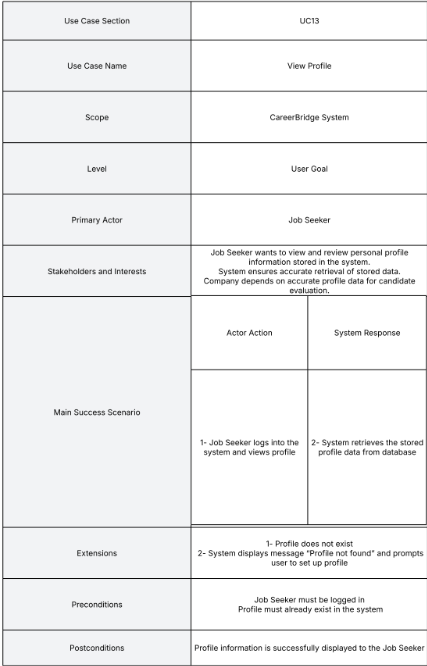 Use Case Section
UC13
Use Case Name
View Profile
Scope
CareerBridge System
Level
User Goal
Primary Actor
Job Seeker
Stakeholders and Interests
Job Seeker wants to view and review personal profile
information stored in the system.
System ensures accurate retrieval of stored data.
Company depends on accurate profile data for candidate
evaluation.
Main Success Scenario
Actor Action
System Response
1- Job Seeker logs into the
system and views profile
2- System retrieves the stored
profile data from database
Extensions
1- Profile does not exist
2- System displays message "Profile not found" and prompts
user to set up profile
Preconditions
Job Seeker must be logged in
Profile must already exist in the system
Postconditions
Profile information is successfully displayed to the Job Seeker